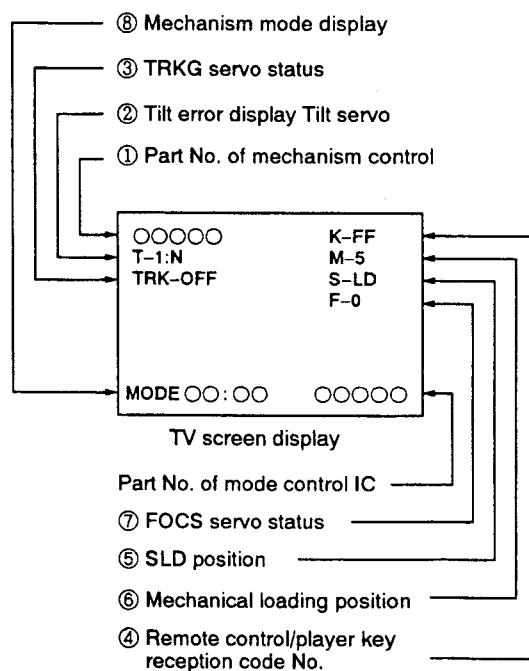 ⑧ Mechanism mode display
③ TRKG servo status
② Tilt error display Tilt servo
① Part No. of mechanism control
○○○○○
T–1:N
TRK–OFF
K–FF
M–5
S–LD
F–0
MODE ○○:○○ ○○○○○
TV screen display
Part No. of mode control IC
⑦ FOCS servo status
⑤ SLD position
⑥ Mechanical loading position
④ Remote control/player key
reception code No.